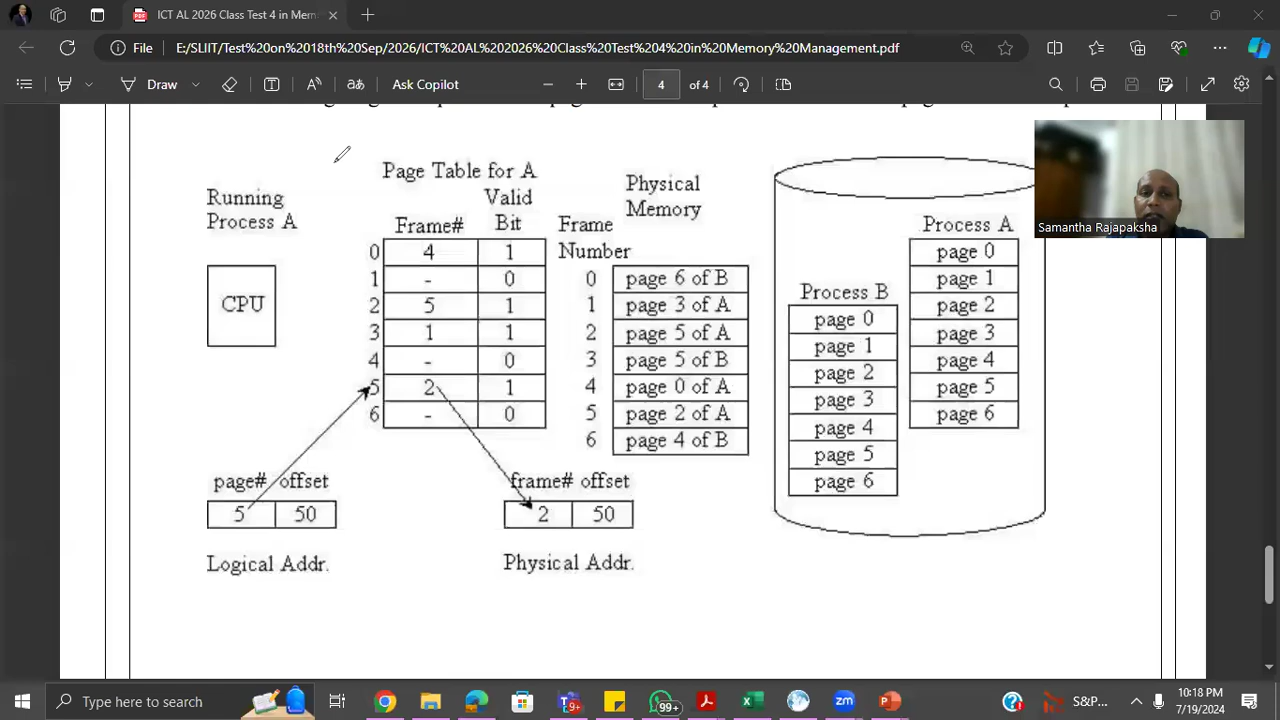 ICT AL 2026 Class Test 4 in Mem
File
E:/SLIIT/Test%20on%2018th%20Sep/2026/ICT%20AL%202026%20Class%20Test%204%20in%20Memory%20Management.pdf
Draw
Ask Copilot
4
of 4
Running
Process A
CPU
Page Table for A
Frame#
Valid
Bit
0 4 1
1 - 0
2 5 1
3 1 1
4 - 0
5 2 1
6 - 0
Physical
Memory
Frame
Number
0 page 6 of B
1 page 3 of A
2 page 5 of A
3 page 5 of B
4 page 0 of A
5 page 2 of A
6 page 4 of B
Process B
page 0
page 1
page 2
page 3
page 4
page 5
page 6
Process A
page 0
page 1
page 2
page 3
page 4
page 5
page 6
page# offset
5 50
Logical Addr.
frame# offset
2 50
Physical Addr.
Samantha Rajapaksha
Type here to search
9+
99+
zm
S&P...
10:18 PM
7/19/2024